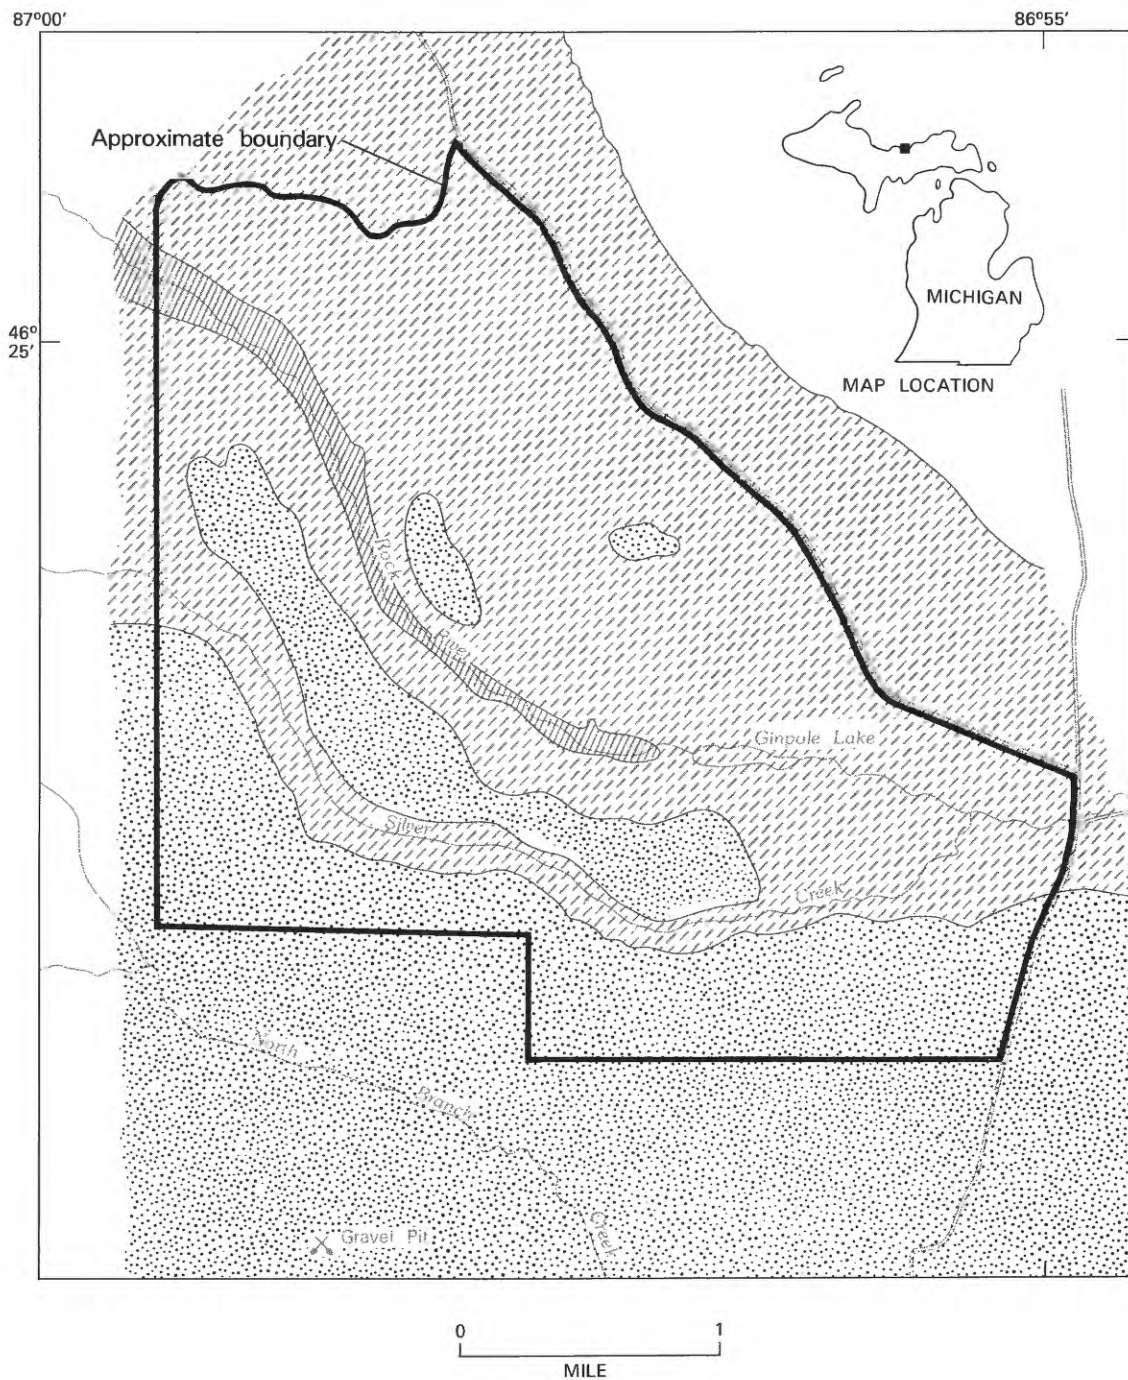 87°00'
86°55'
Approximate boundary
MICHIGAN
46°
25'
MAP LOCATION
Rock
River
Ginpole Lake
Silver
Creek
North
Branch
Creek
Gravel Pit
0
1
MILE